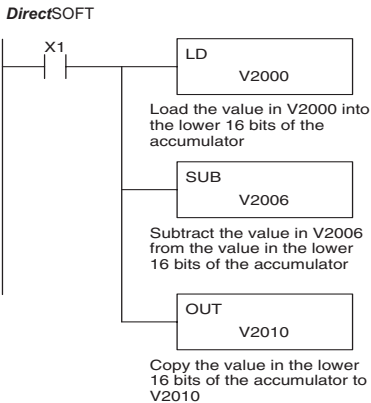 DirectSOFT
X1
LD
V2000
Load the value in V2000 into
the lower 16 bits of the
accumulator
SUB
V2006
Subtract the value in V2006
from the value in the lower
16 bits of the accumulator
OUT
V2010
Copy the value in the lower
16 bits of the accumulator to
V2010